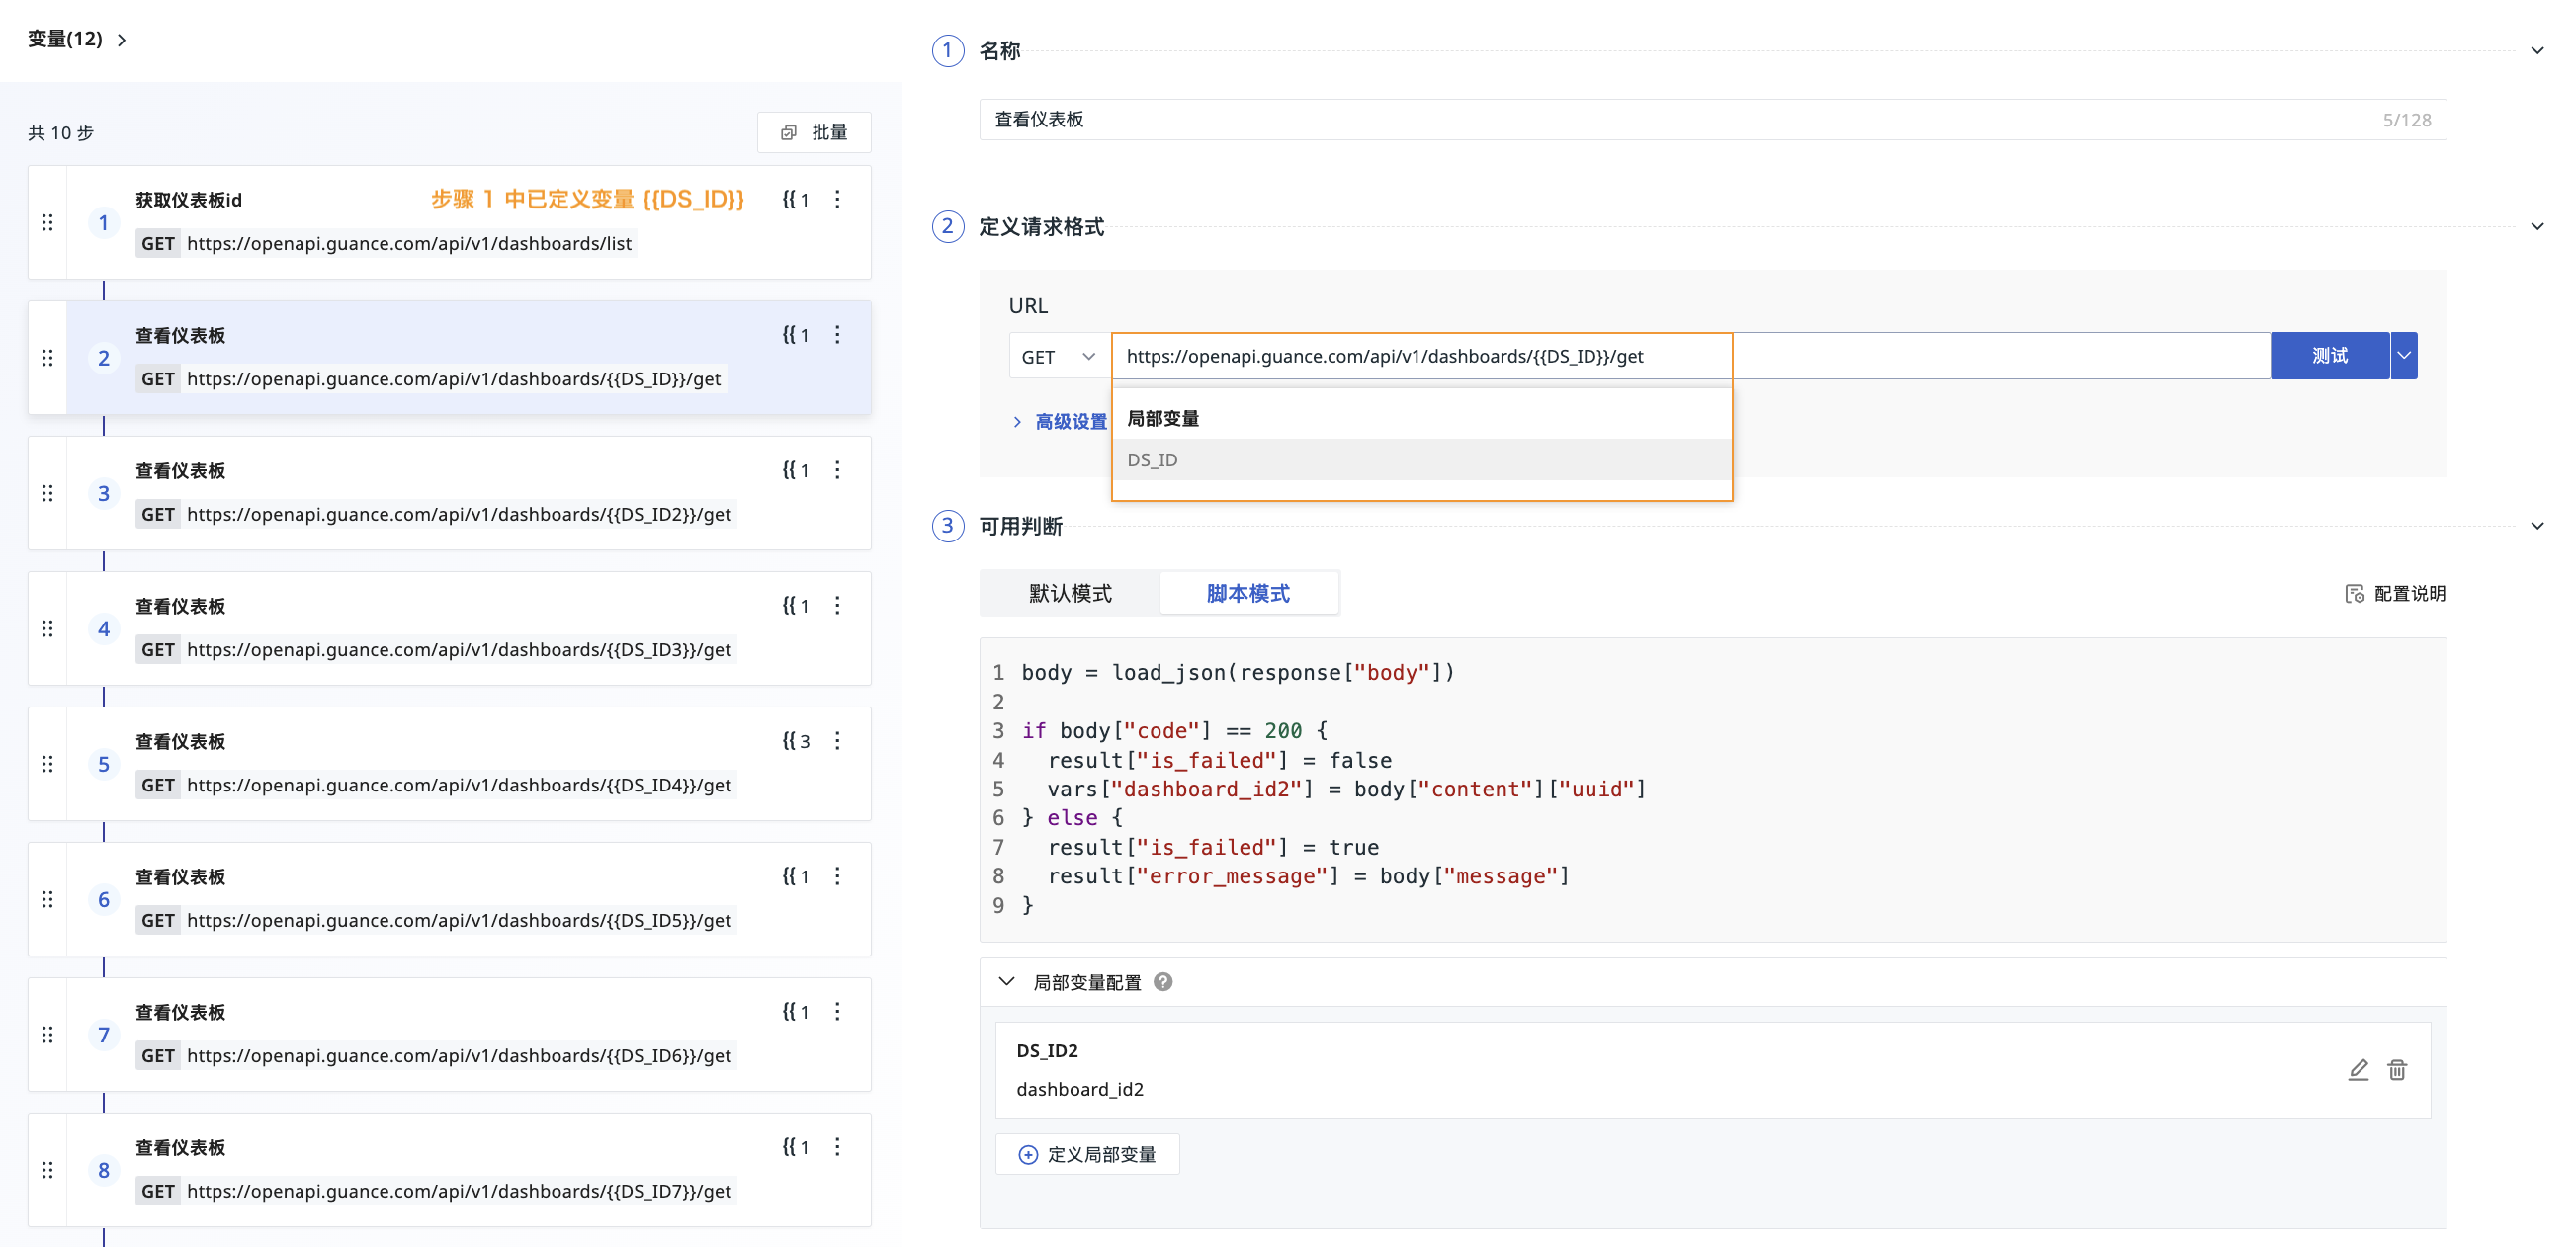 变量(12)
共 10 步
批量
1
获取仪表板id
步骤 1 中已定义变量 {{DS_ID}}
{{ 1
GET https://openapi.guance.com/api/v1/dashboards/list
2
查看仪表板
{{ 1
GET https://openapi.guance.com/api/v1/dashboards/{{DS_ID}}/get
3
查看仪表板
{{ 1
GET https://openapi.guance.com/api/v1/dashboards/{{DS_ID2}}/get
4
查看仪表板
{{ 1
GET https://openapi.guance.com/api/v1/dashboards/{{DS_ID3}}/get
5
查看仪表板
{{ 3
GET https://openapi.guance.com/api/v1/dashboards/{{DS_ID4}}/get
6
查看仪表板
{{ 1
GET https://openapi.guance.com/api/v1/dashboards/{{DS_ID5}}/get
7
查看仪表板
{{ 1
GET https://openapi.guance.com/api/v1/dashboards/{{DS_ID6}}/get
8
查看仪表板
{{ 1
GET https://openapi.guance.com/api/v1/dashboards/{{DS_ID7}}/get
1 名称
查看仪表板
5/128
2 定义请求格式
URL
GET
https://openapi.guance.com/api/v1/dashboards/{{DS_ID}}/get
测试
高级设置
局部变量
DS_ID
3 可用判断
默认模式
脚本模式
配置说明
1 body = load_json(response["body"])
2
3 if body["code"] == 200 {
4   result["is_failed"] = false
5   vars["dashboard_id2"] = body["content"]["uuid"]
6 } else {
7   result["is_failed"] = true
8   result["error_message"] = body["message"]
9 }
局部变量配置 ?
DS_ID2
dashboard_id2
定义局部变量